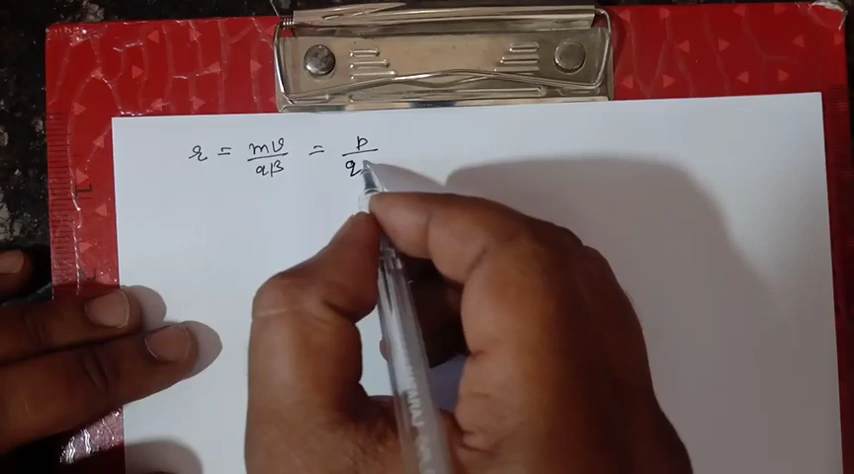 r = mv/qB = p/q